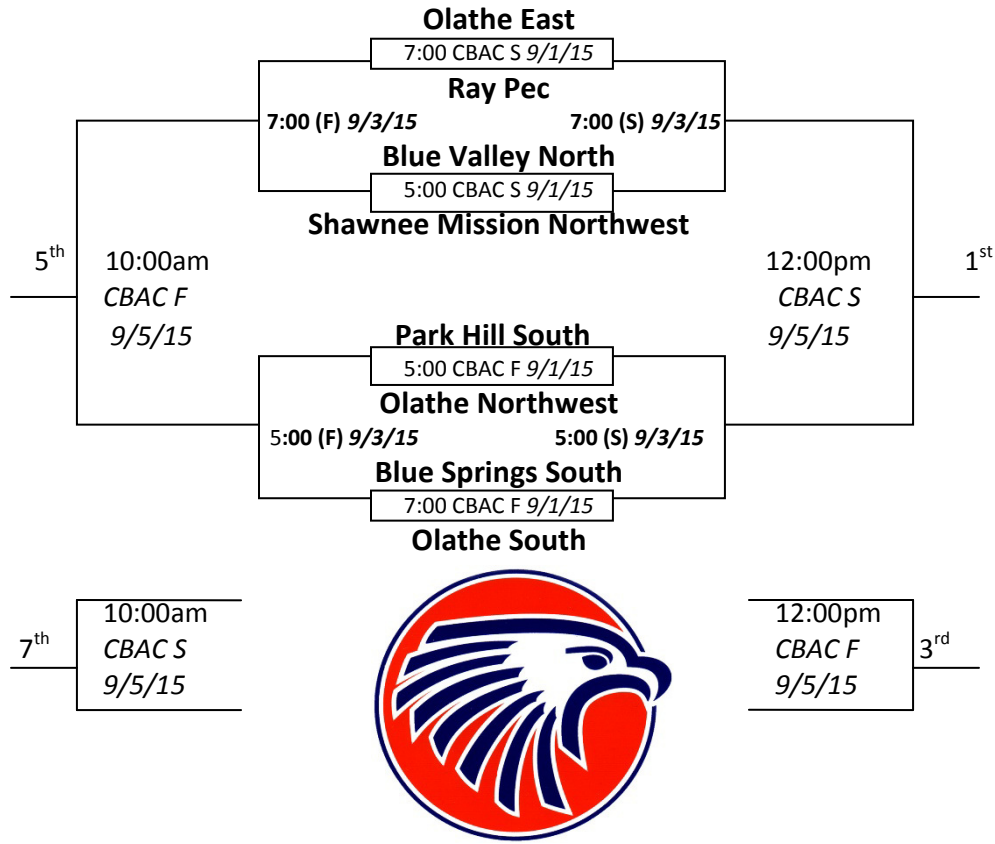 Olathe East
7:00 CBAC S 9/1/15
Ray Pec
7:00 (F) 9/3/15 7:00 (S) 9/3/15
Blue Valley North
5:00 CBAC S 9/1/15
Shawnee Mission Northwest
5th 10:00am 12:00pm 1st
CBAC F CBAC S
9/5/15 9/5/15
Park Hill South
5:00 CBAC F 9/1/15
Olathe Northwest
5:00 (F) 9/3/15 5:00 (S) 9/3/15
Blue Springs South
7:00 CBAC F 9/1/15
Olathe South
10:00am 12:00pm
7th CBAC S CBAC F 3rd
9/5/15 9/5/15